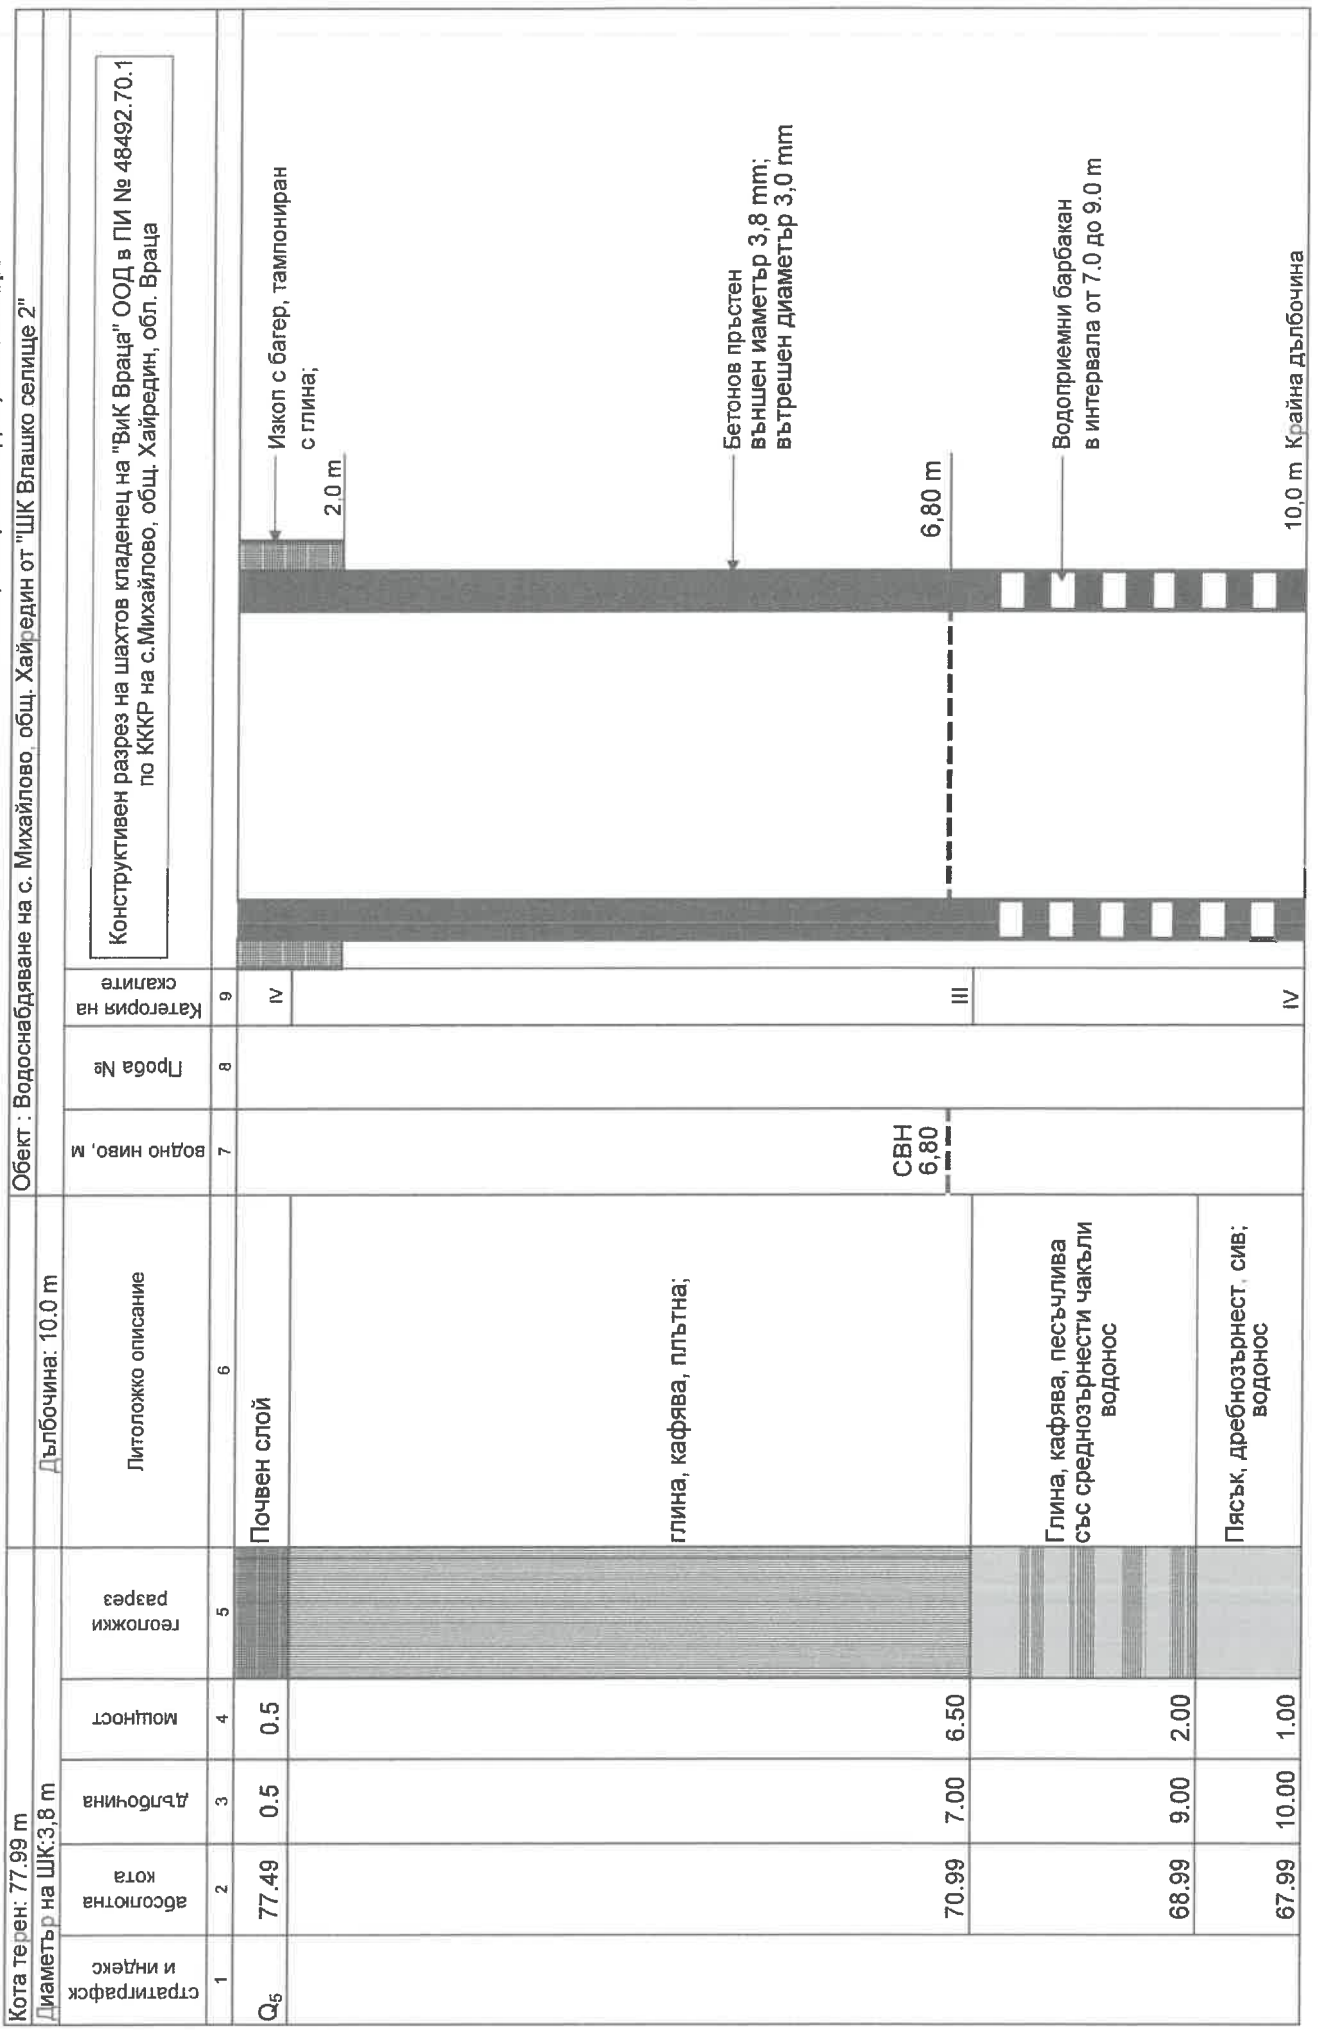 Обект : Водоснабдяване на с. Михайлово, общ. Хайредин от "ШК Влашко селище 2"
Кота терен: 77.99 m
Диаметър на ШК:3,8 m
Дълбочина: 10.0 m
стратиграфск
и индекс
абсолютна
кота
дълбочина
мощност
геоложки
разрез
Литоложко описание
водно ниво, м
Проба №
Категория на
скалите
Конструктивен разрез на шахтов кладенец на "ВиК Враца" ООД в ПИ № 48492.70.1
по КККР на с.Михайлово, общ. Хайредин, обл. Враца
1
2
3
4
5
6
7
8
9
Q5
77.49
0.5
0.5
Почвен слой
IV
Изкоп с багер, тампониран
с глина;
2.0 m
70.99
7.00
6.50
глина, кафява, плътна;
СВН
6,80
III
Бетонов пръстен
външен иаметър 3,8 mm;
вътрешен диаметър 3,0 mm
6,80 m
68.99
9.00
2.00
Глина, кафява, песъчлива
със среднозърнести чакъли
водонос
Водоприемни барбакан
в интервала от 7.0 до 9.0 m
67.99
10.00
1.00
Пясък, дребнозърнест, сив;
водонос
IV
10,0 m Крайна дълбочина